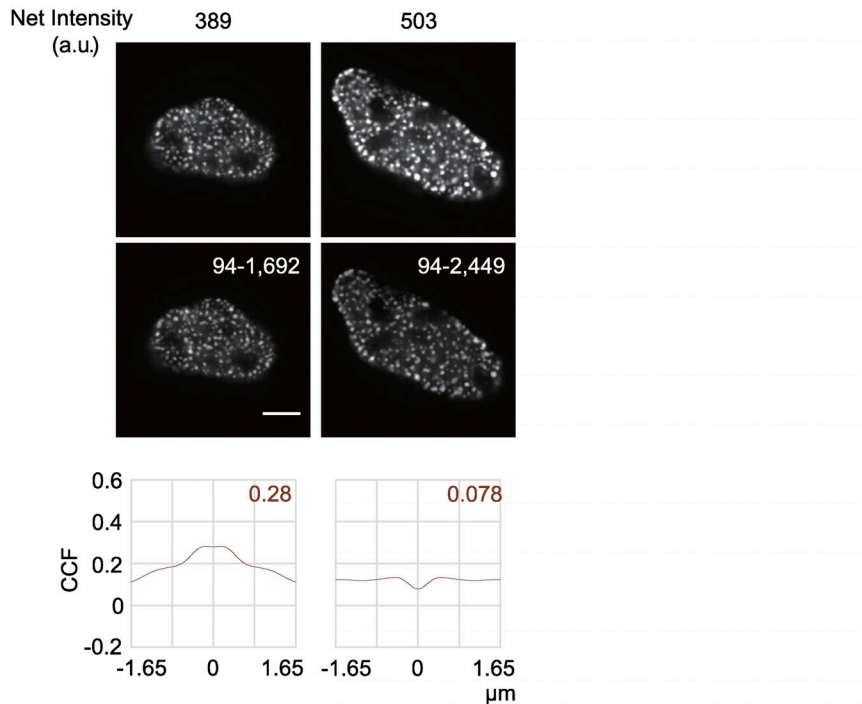 Net Intensity 389 503
(a.u.)
94-1,692 94-2,449
0.6 0.28 0.078
0.4
CCF 0.2
0
-0.2
-1.65 0 1.65 -1.65 0 1.65
μm